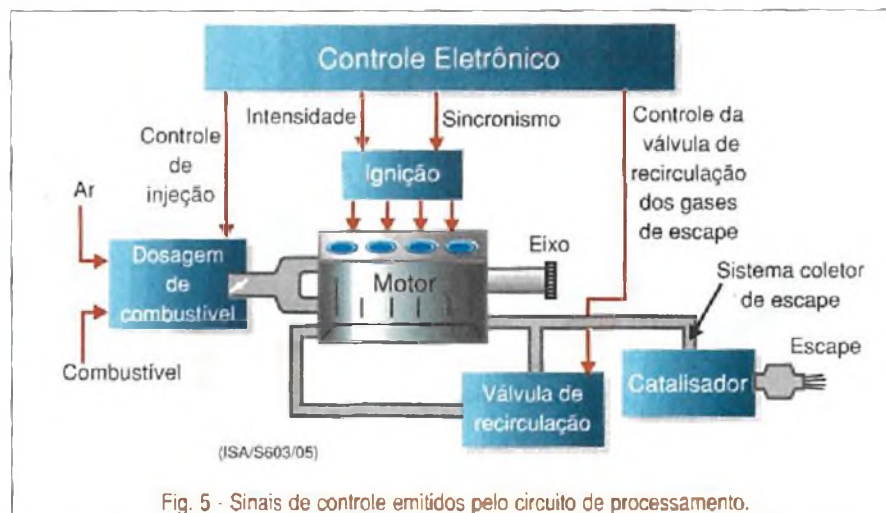 Controle Eletrônico
Intensidade
Sincronismo
Controle
de
injeção
Controle da
válvula de
recirculação
dos gases
de escape
Ar
Ignição
Eixo
Dosagem
de
combustível
Motor
Sistema coletor
de escape
Escape
Combustível
Válvula de
recirculação
Catalisador
(ISA/S603/05)
Fig. 5 - Sinais de controle emitidos pelo circuito de processamento.